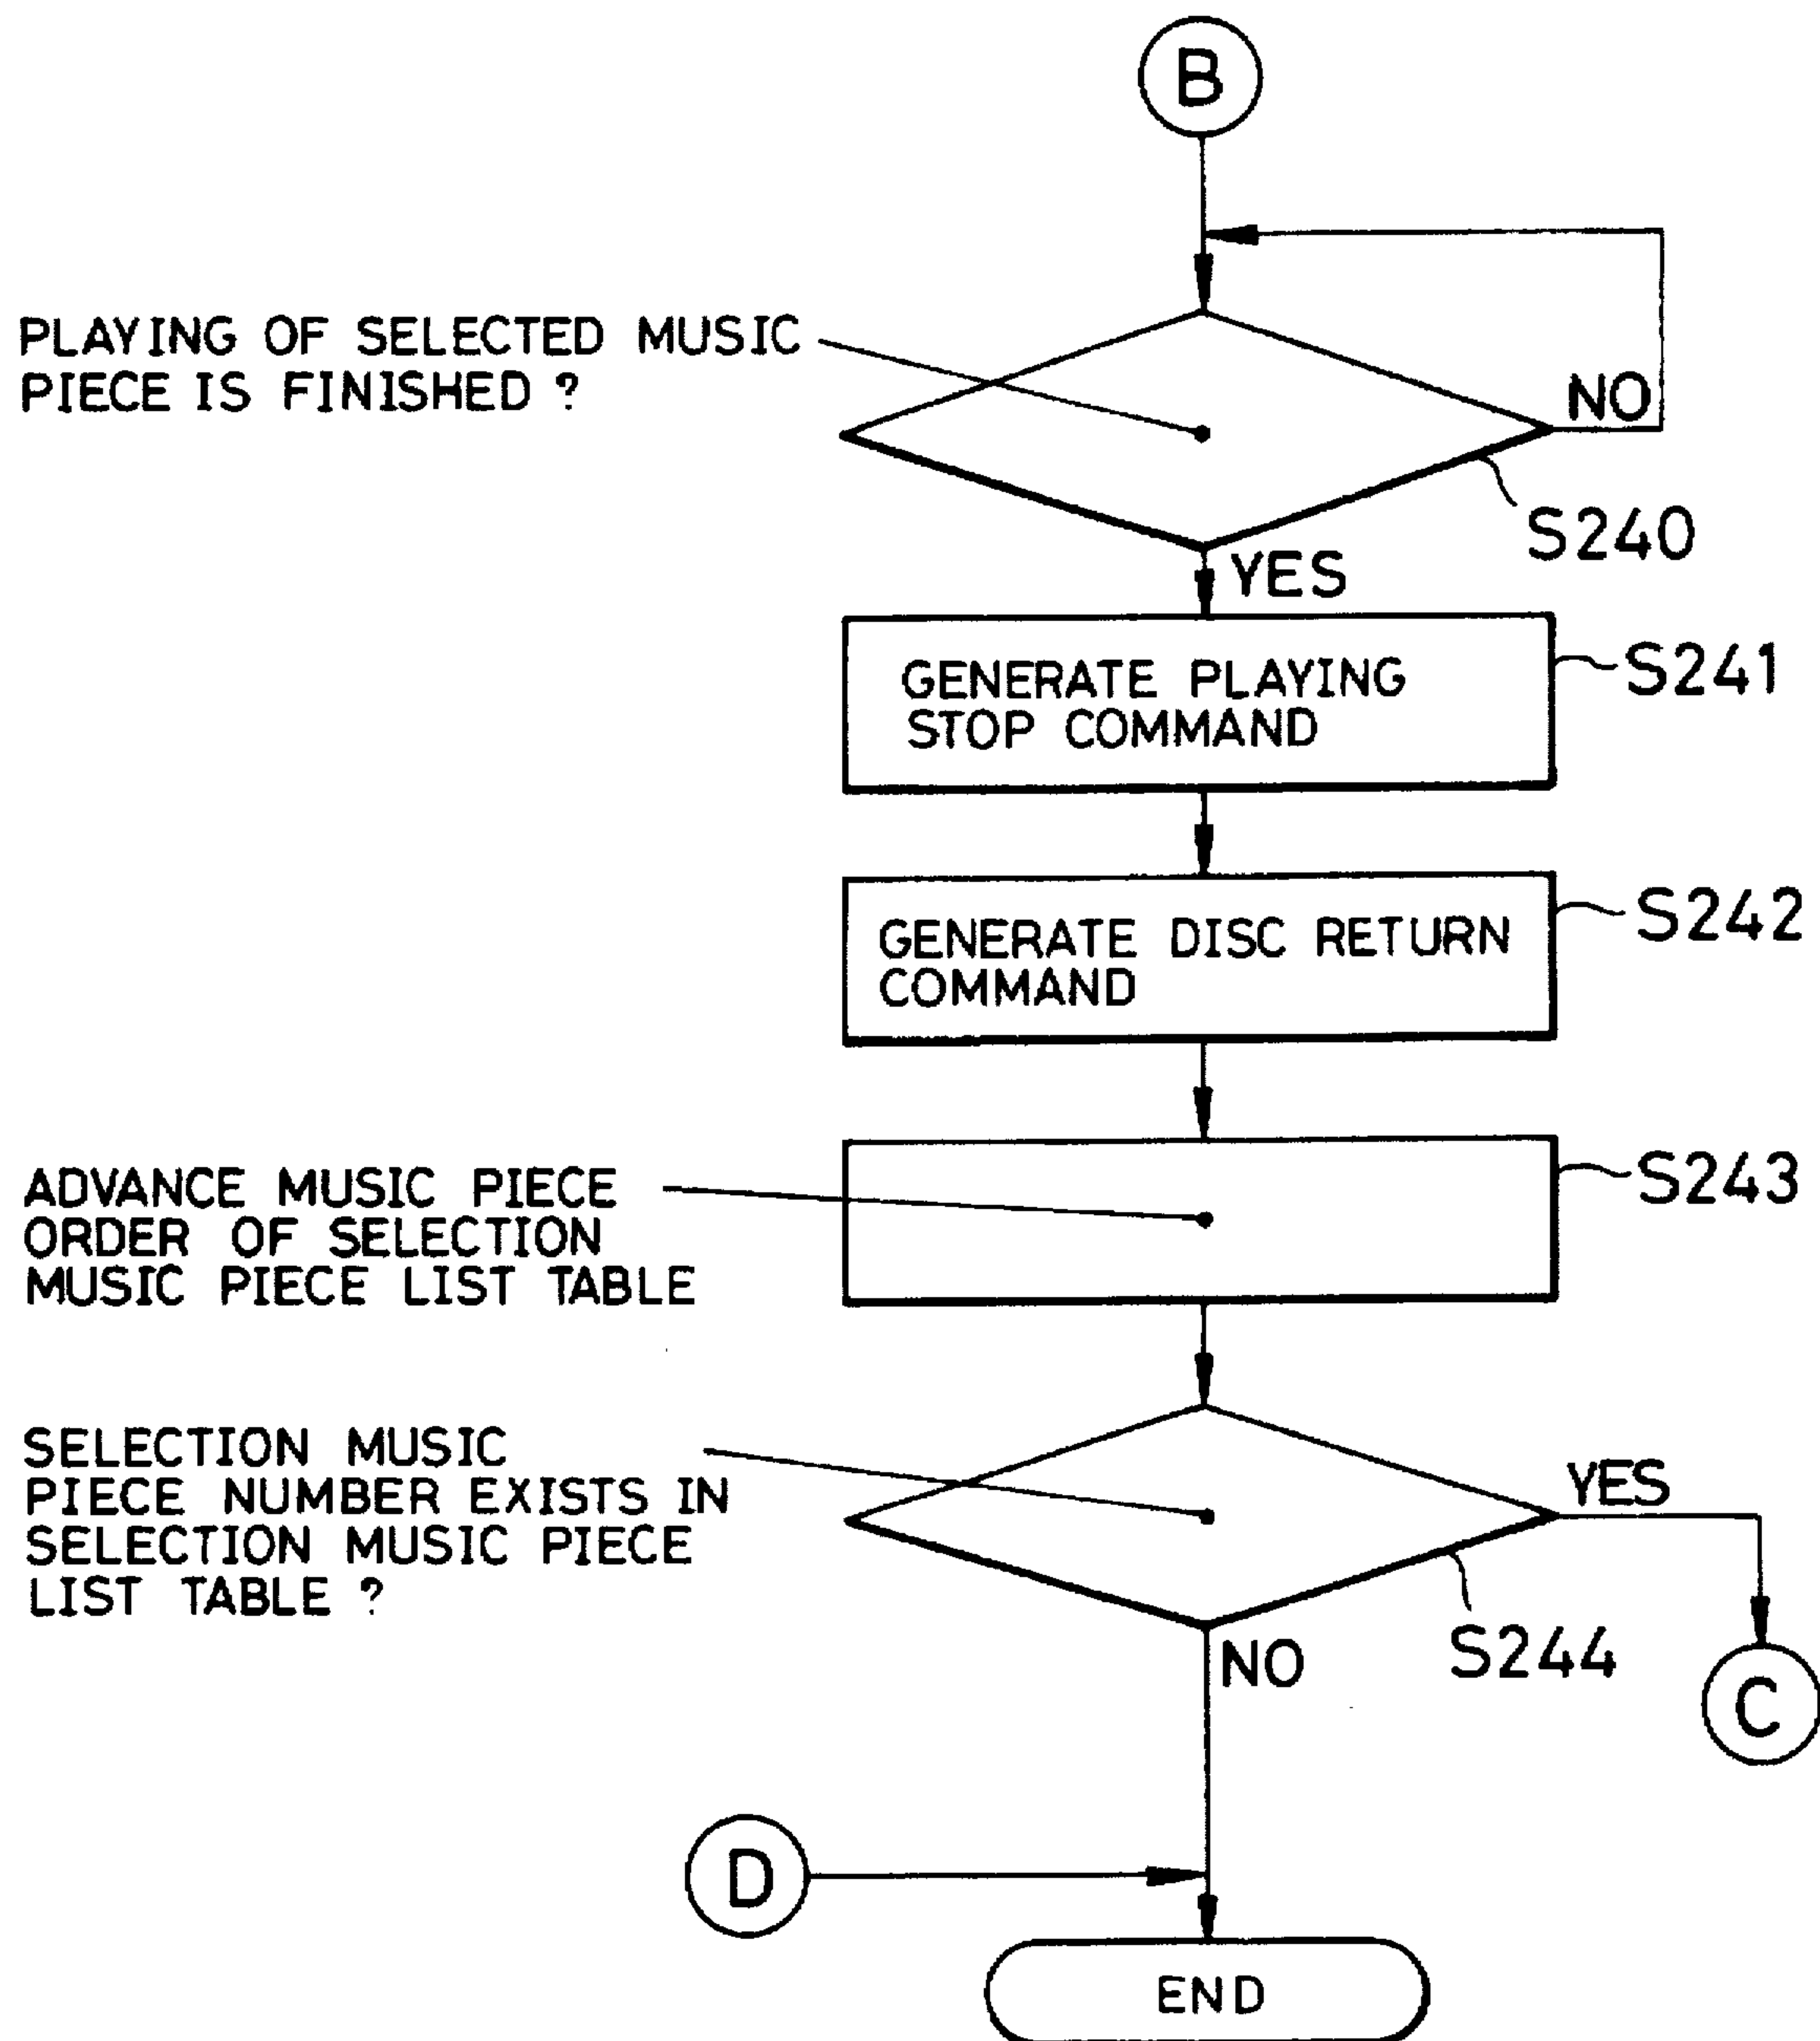 B
PLAYING OF SELECTED MUSIC
PIECE IS FINISHED ?
NO
S240
YES
GENERATE PLAYING
STOP COMMAND
S241
GENERATE DISC RETURN
COMMAND
S242
ADVANCE MUSIC PIECE
ORDER OF SELECTION
MUSIC PIECE LIST TABLE
S243
SELECTION MUSIC
PIECE NUMBER EXISTS IN
SELECTION MUSIC PIECE
LIST TABLE ?
YES
S244
NO
C
D
END